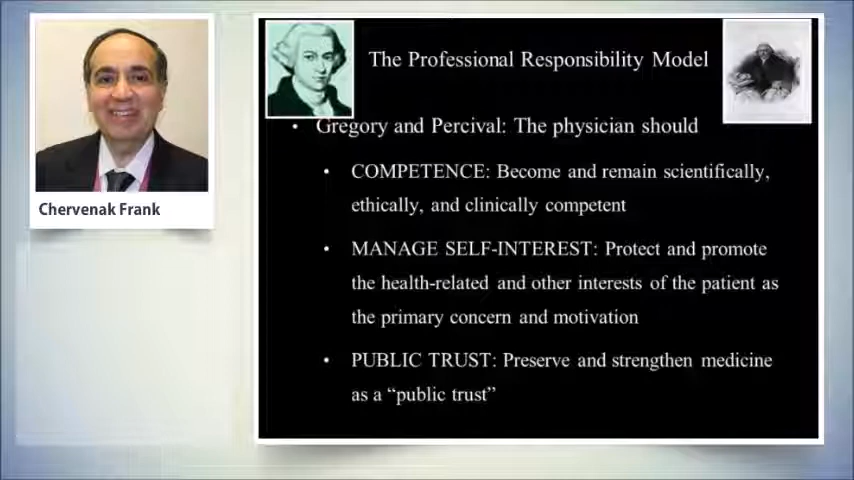 The Professional Responsibility Model
• Gregory and Percival: The physician should
• COMPETENCE: Become and remain scientifically,
ethically, and clinically competent
• MANAGE SELF-INTEREST: Protect and promote
the health-related and other interests of the patient as
the primary concern and motivation
• PUBLIC TRUST: Preserve and strengthen medicine
as a “public trust”
Chervenak Frank